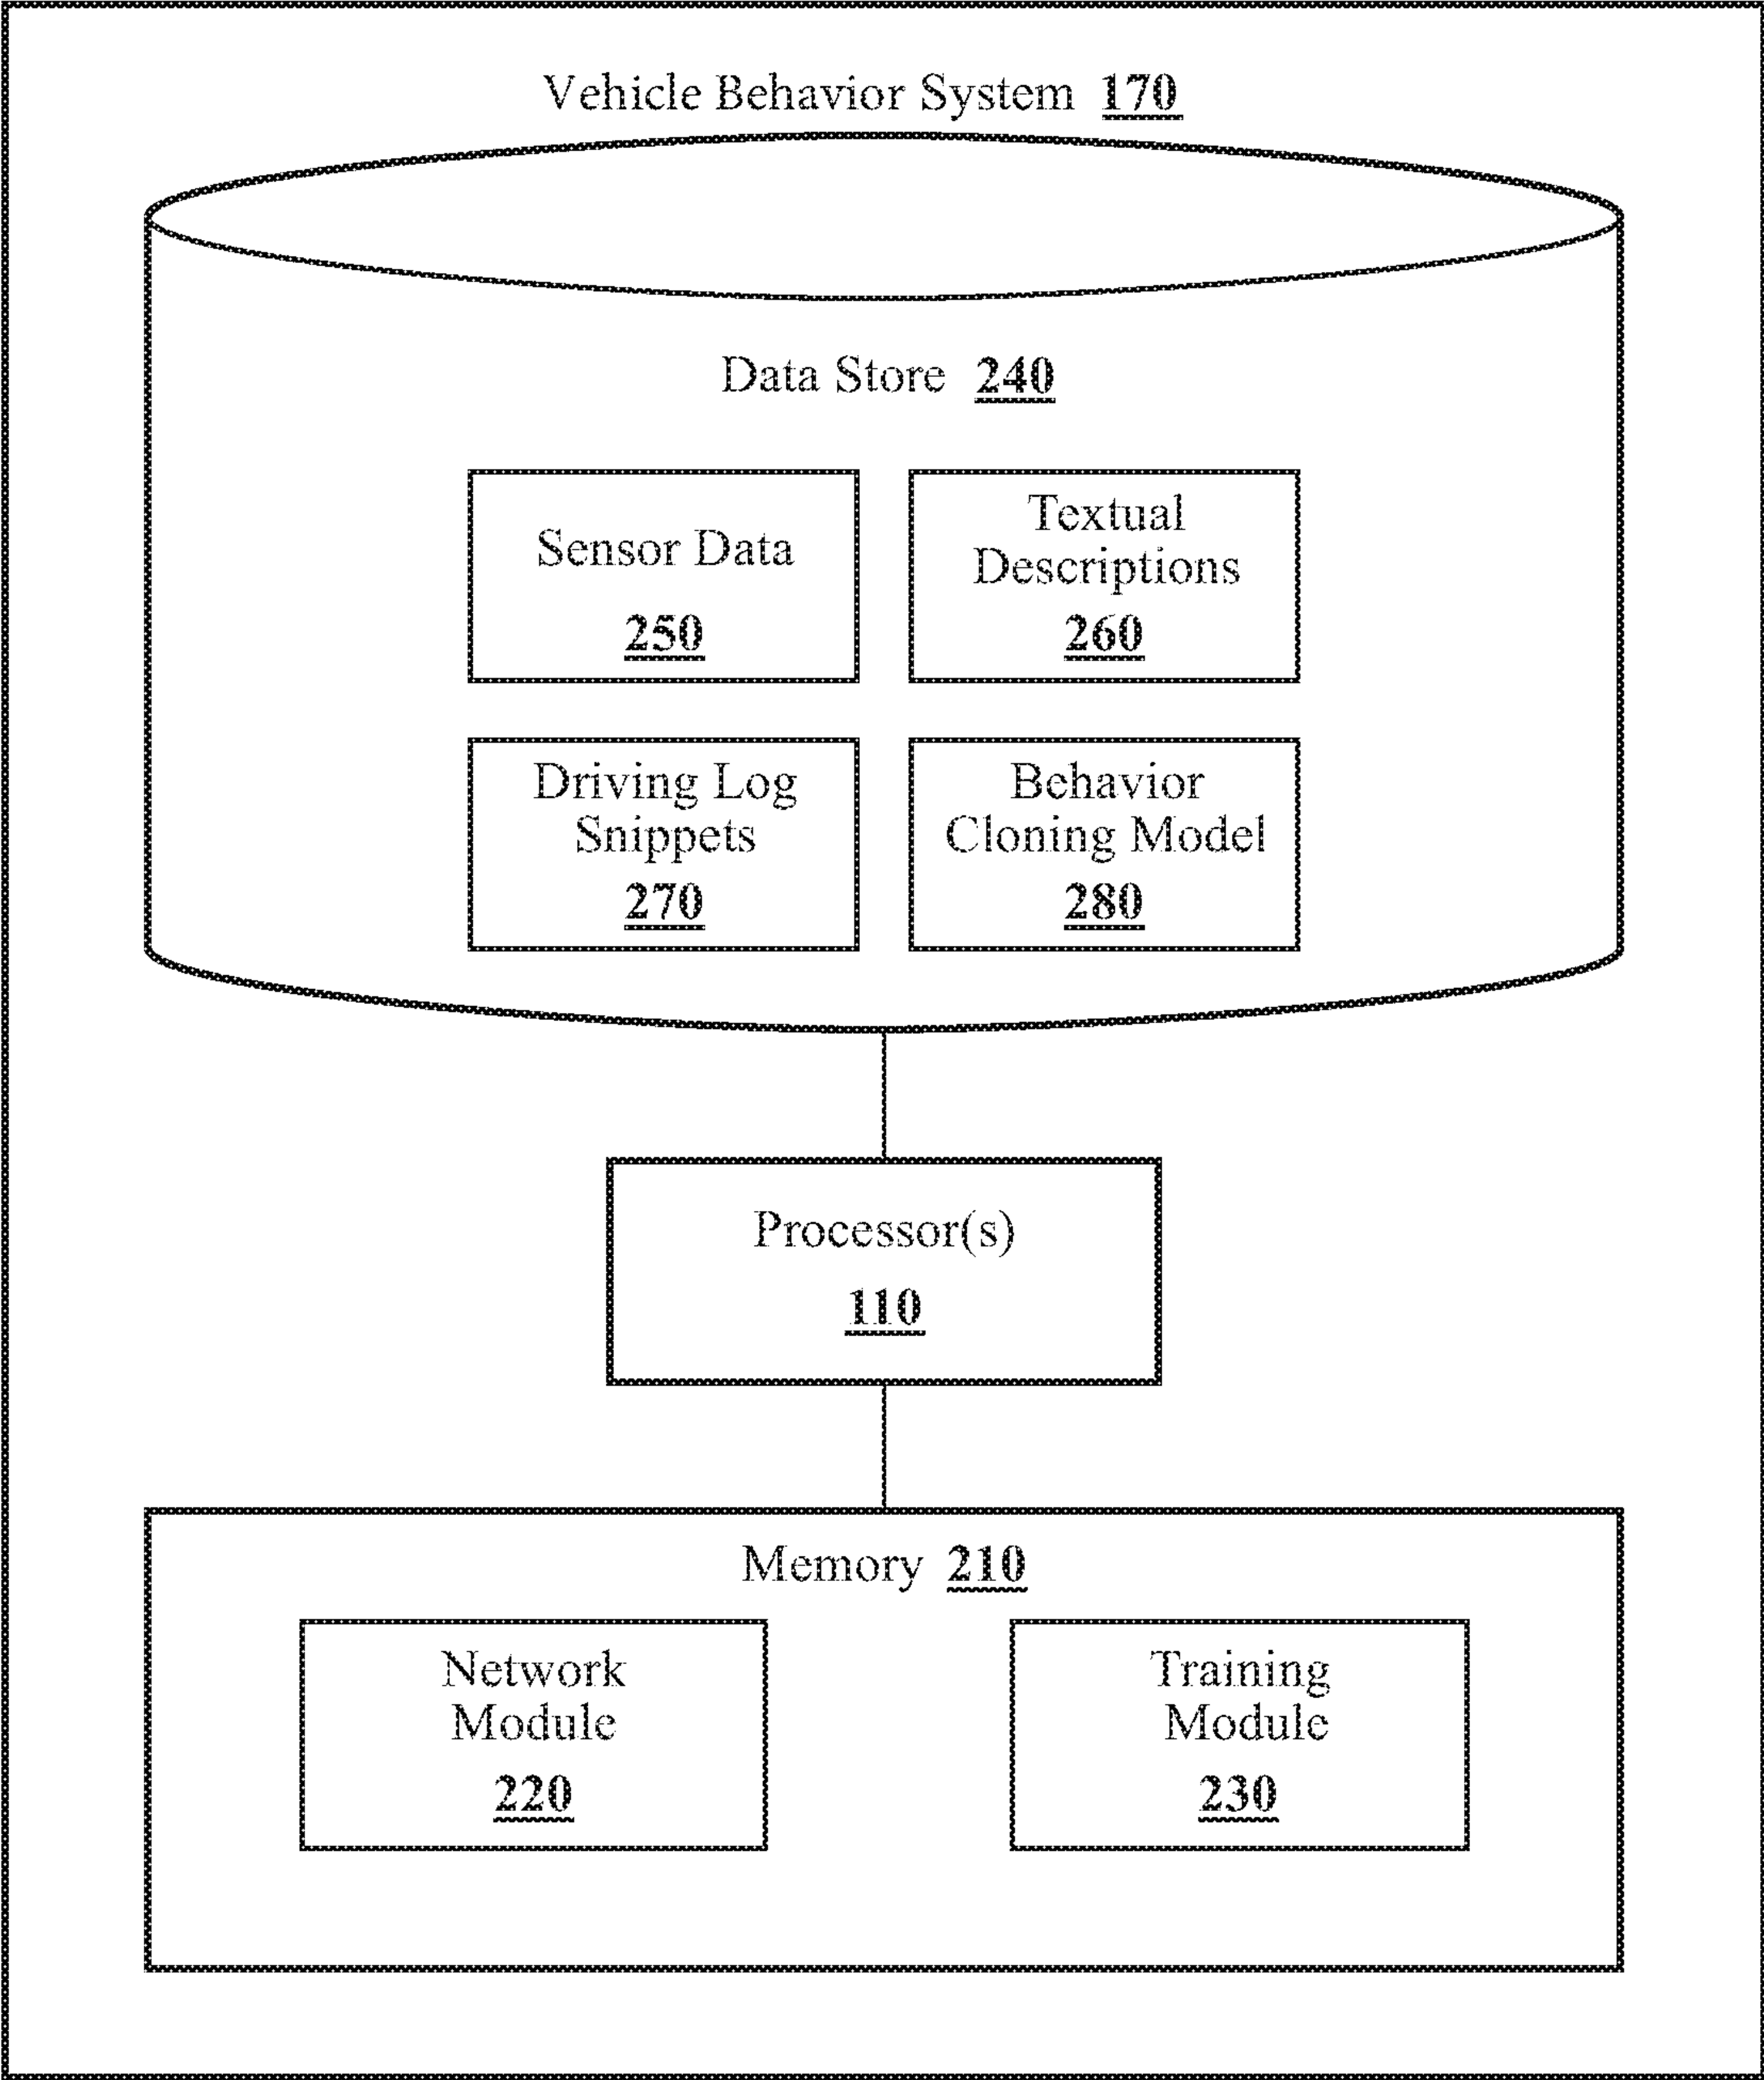 Vehicle Behavior System 170
Data Store 240
Sensor Data
250
Textual
Descriptions
260
Driving Log
Snippets
270
Behavior
Cloning Model
280
Processor(s)
110
Memory 210
Network
Module
220
Training
Module
230